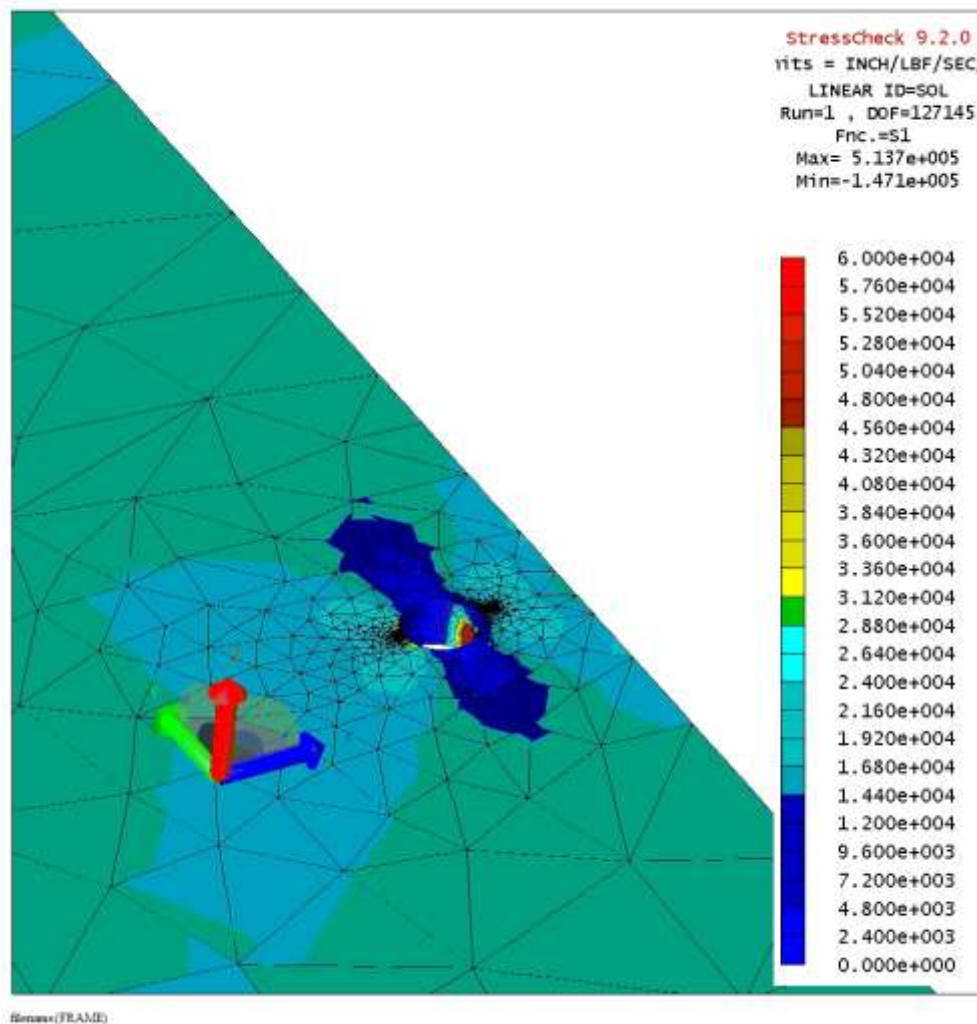 StressCheck 9.2.0
nits = INCH/LBF/SEC
LINEAR ID=SOL
Run=1 , DOF=127145
Fnc.=S1
Max= 5.137e+005
Min=-1.471e+005
6.000e+004
5.760e+004
5.520e+004
5.280e+004
5.040e+004
4.800e+004
4.560e+004
4.320e+004
4.080e+004
3.840e+004
3.600e+004
3.360e+004
3.120e+004
2.880e+004
2.640e+004
2.400e+004
2.160e+004
1.920e+004
1.680e+004
1.440e+004
1.200e+004
9.600e+003
7.200e+003
4.800e+003
2.400e+003
0.000e+000
filename(FRAME)